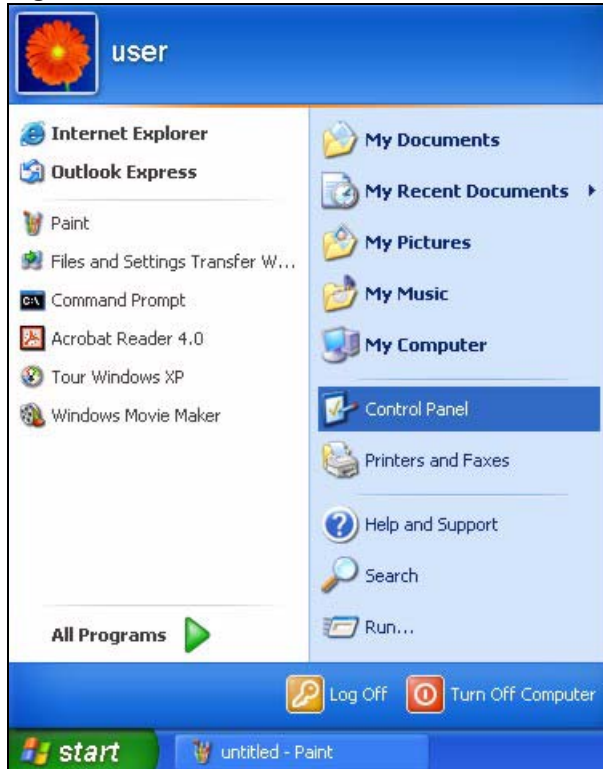 user
Internet Explorer
Outlook Express
Paint
Files and Settings Transfer W...
Command Prompt
Acrobat Reader 4.0
Tour Windows XP
Windows Movie Maker
All Programs
My Documents
My Recent Documents
My Pictures
My Music
My Computer
Control Panel
Printers and Faxes
Help and Support
Search
Run...
Log Off
Turn Off Computer
start
untitled - Paint